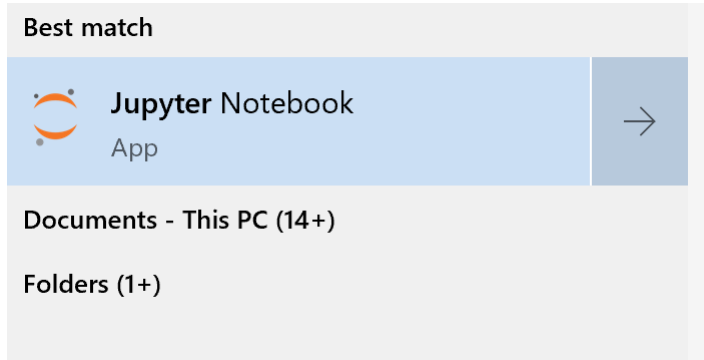 Best match
Jupyter Notebook
App
Documents - This PC (14+)
Folders (1+)